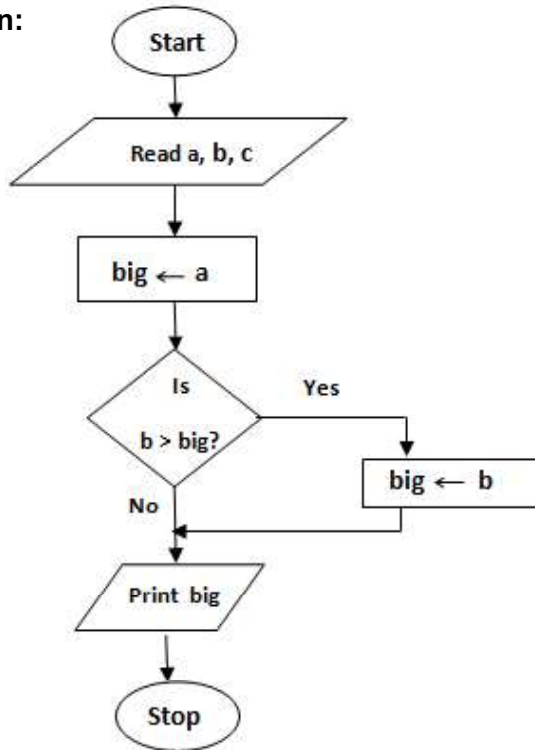 n:
Start
Read a, b, c
big ← a
Is
Yes
b > big?
big ← b
No
Print big
Stop